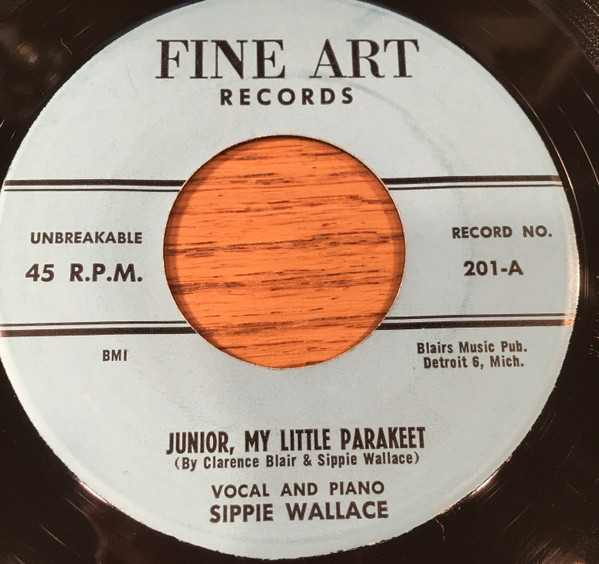 FINE ART
RECORDS
UNBREAKABLE
45 R.P.M.
RECORD NO.
201-A
BMI
Blairs Music Pub.
Detroit 6, Mich.
JUNIOR, MY LITTLE PARAKEET
(By Clarence Blair & Sippie Wallace)
VOCAL AND PIANO
SIPPIE WALLACE